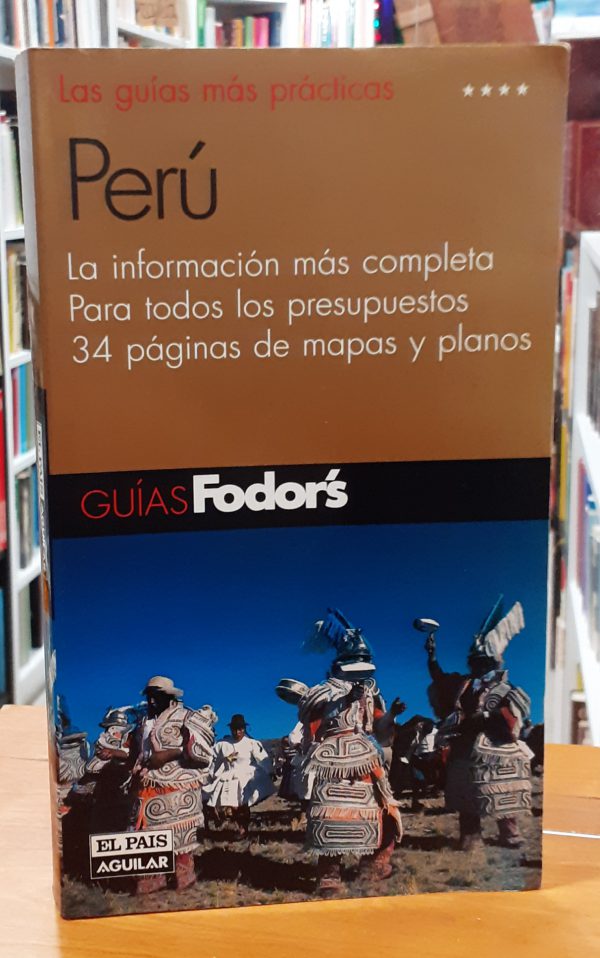 Las guías más prácticas ★★★★
Perú
La información más completa
Para todos los presupuestos
34 páginas de mapas y planos
GUÍAS Fodor's
EL PAIS
AGUILAR